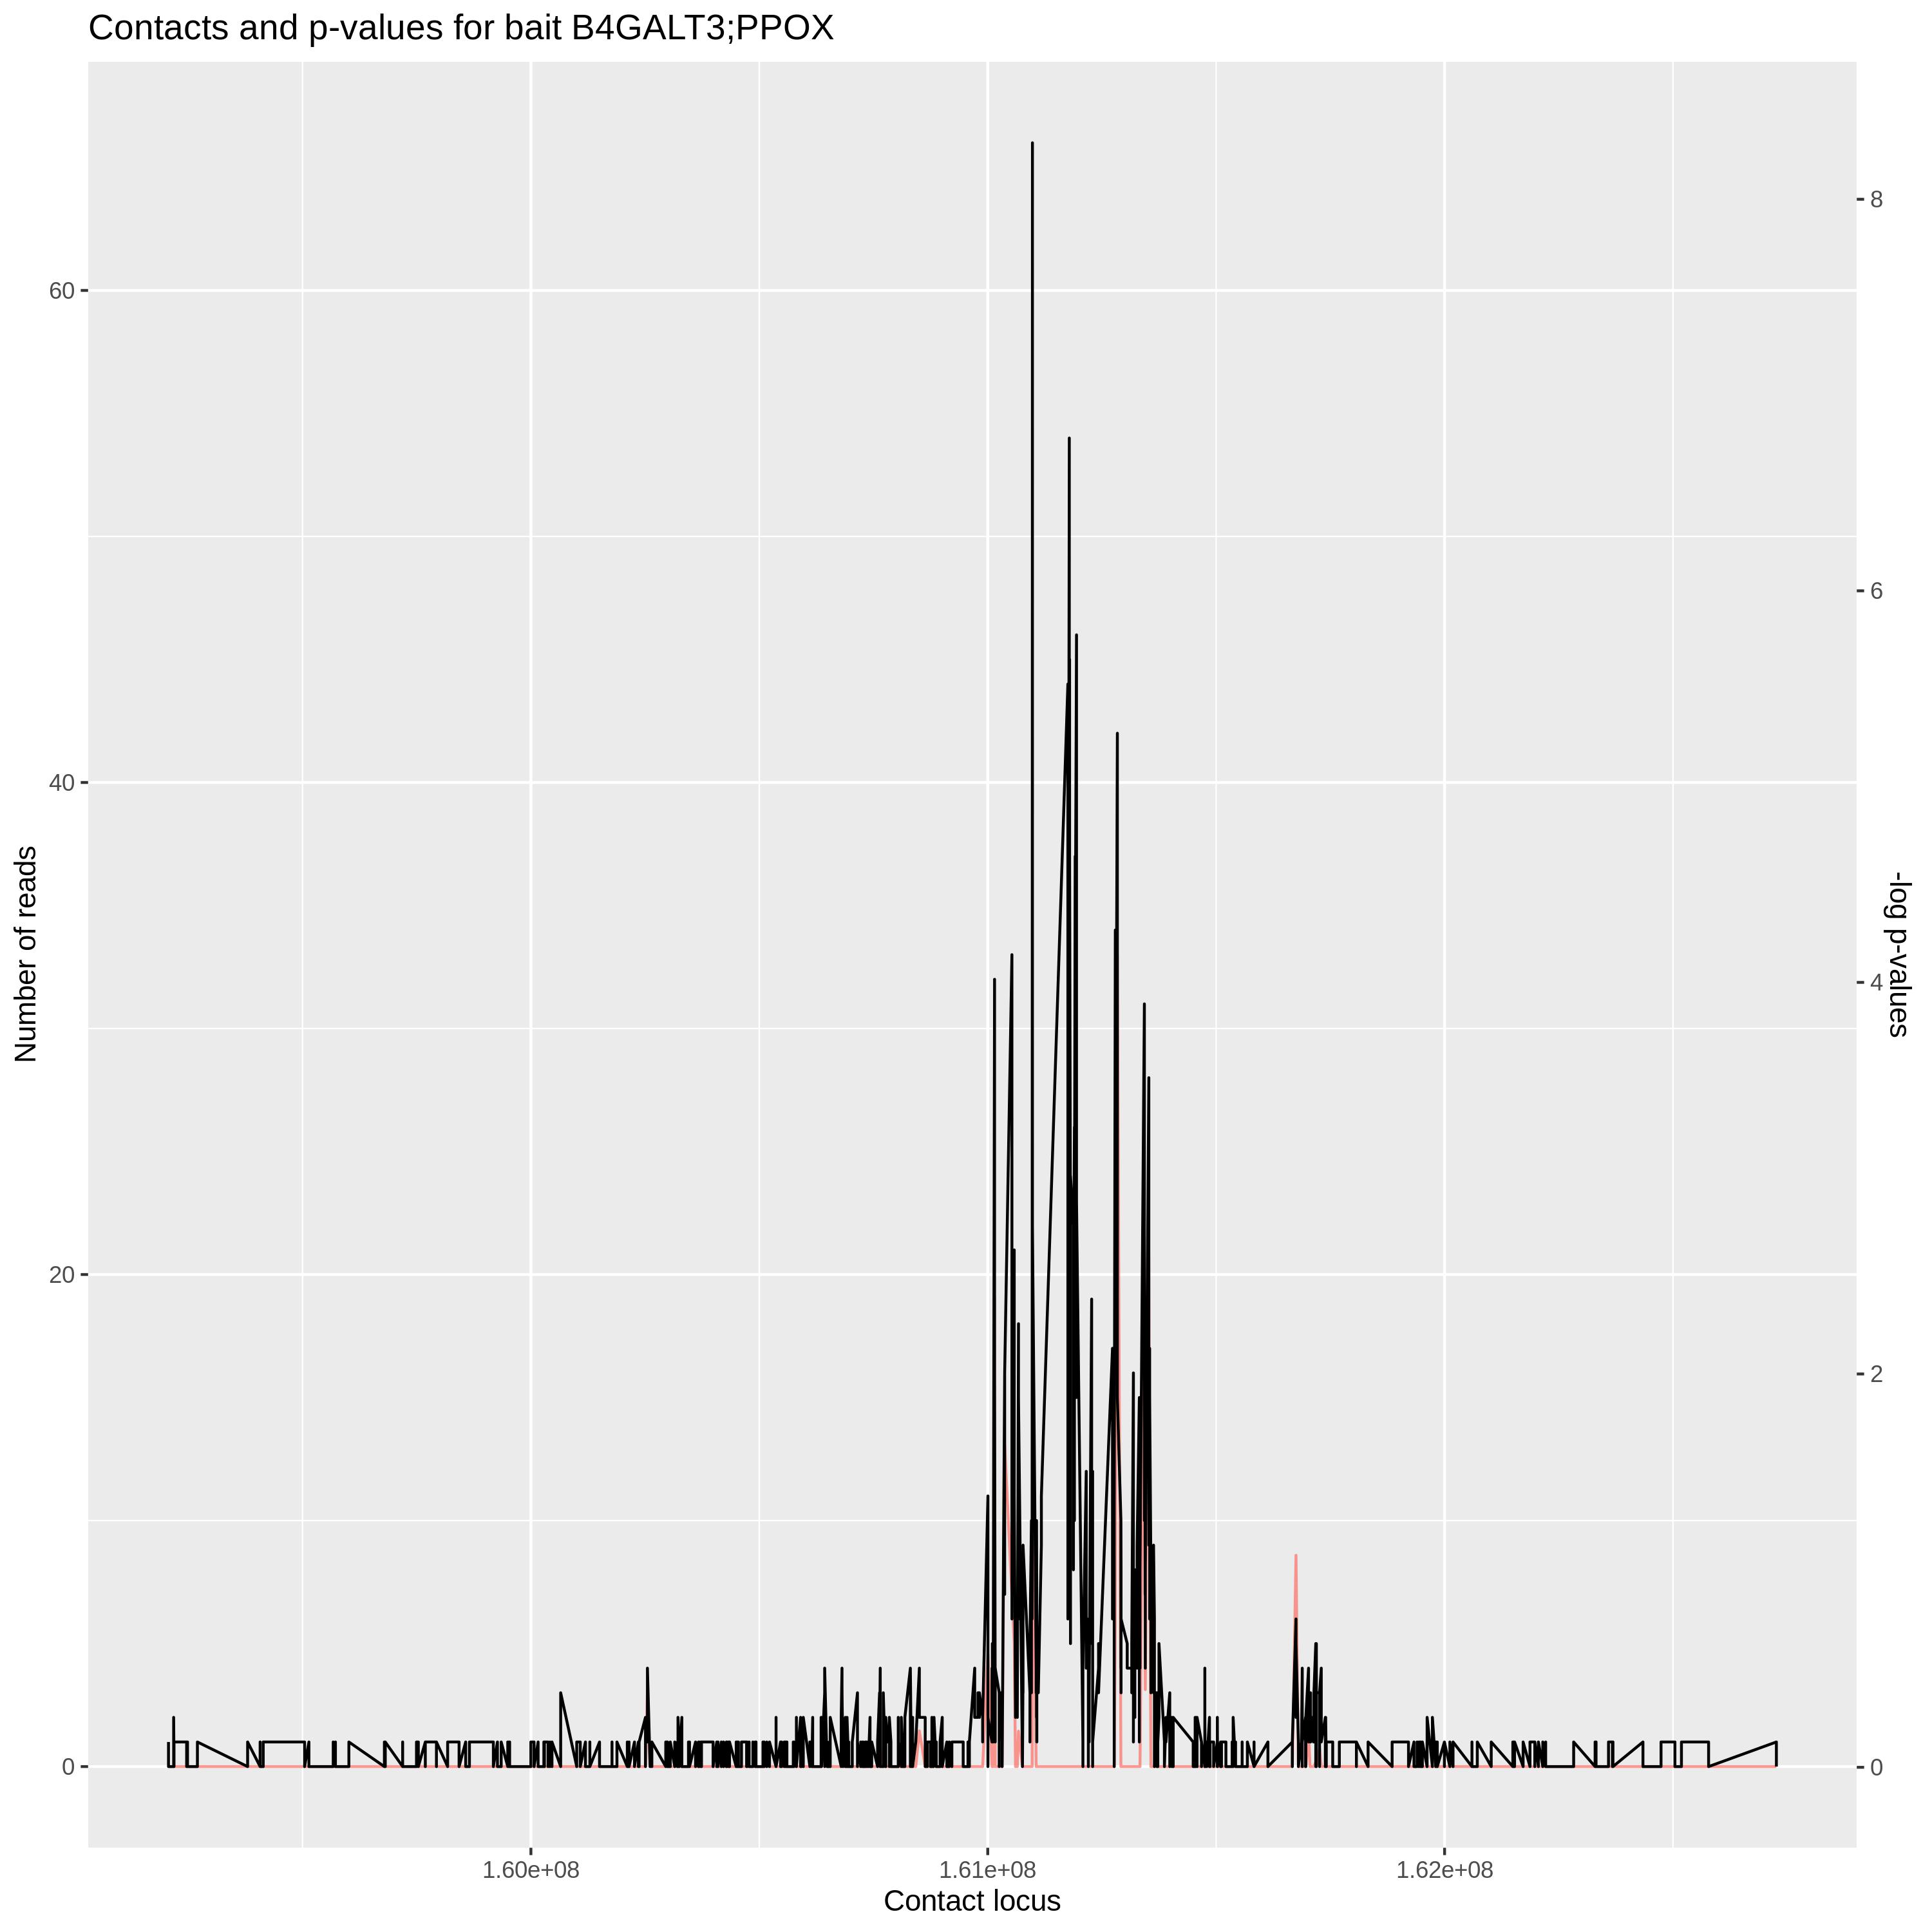 Contacts and p-values for bait B4GALT3;PPOX
60
40
20
0
Number of reads
8
6
4
2
0
-log p-values
1.60e+08
1.61e+08
1.62e+08
Contact locus